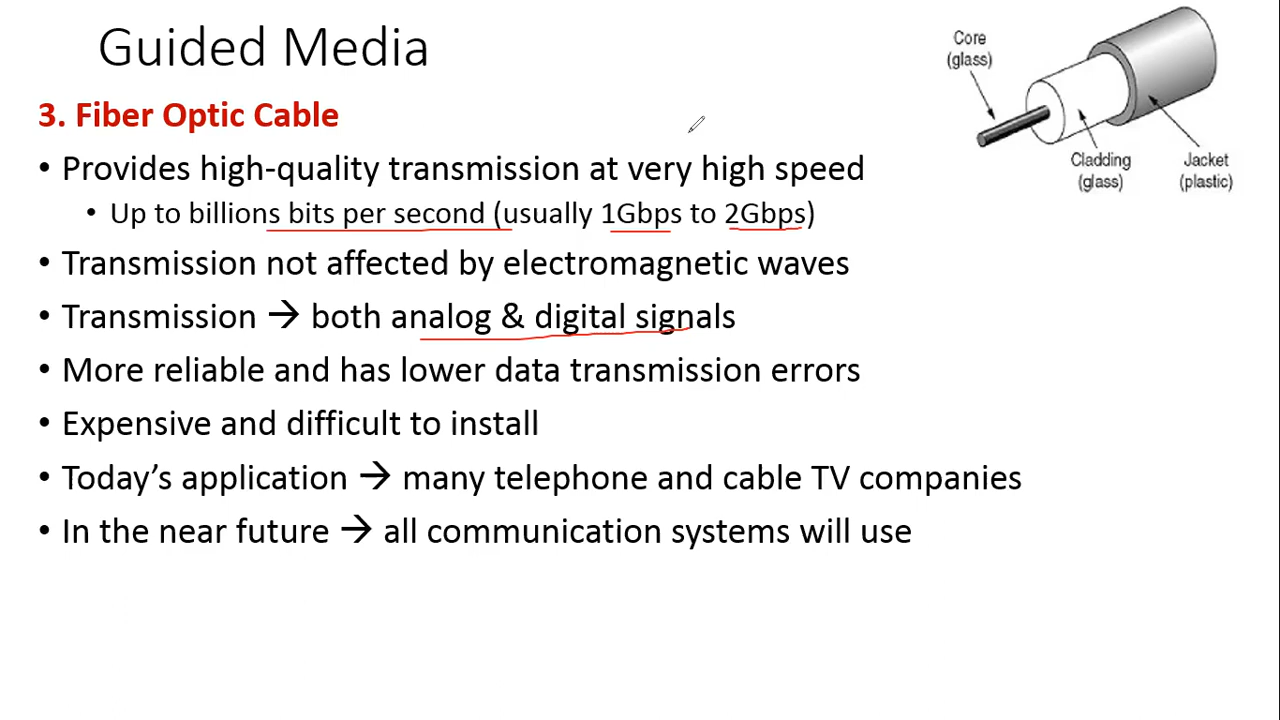 Guided Media
3. Fiber Optic Cable
• Provides high-quality transmission at very high speed
• Up to billions bits per second (usually 1Gbps to 2Gbps)
• Transmission not affected by electromagnetic waves
• Transmission → both analog & digital signals
• More reliable and has lower data transmission errors
• Expensive and difficult to install
• Today’s application → many telephone and cable TV companies
• In the near future → all communication systems will use
Core
(glass)
Cladding
(glass)
Jacket
(plastic)